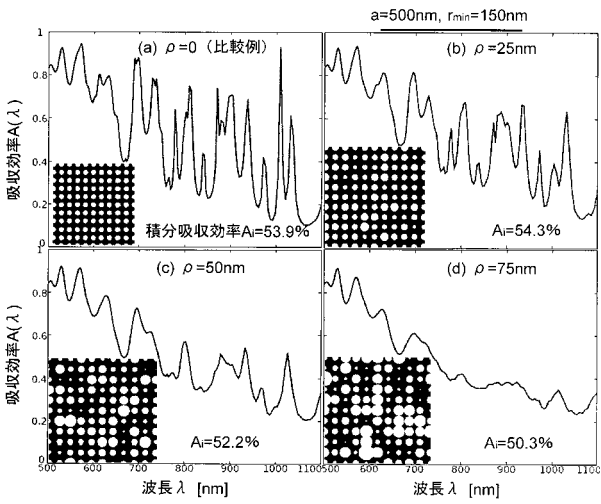 a=500nm, rmin=150nm
(a) ρ=0（比較例）
(b) ρ=25nm
1
0.8
0.6
0.4
0.2
0
吸収効率A(λ)
積分吸収効率Ai=53.9%
Ai=54.3%
(c) ρ=50nm
(d) ρ=75nm
0.8
0.6
0.4
0.2
0
吸収効率A(λ)
Ai=52.2%
Ai=50.3%
500 600 700 800 900 1000
500 600 700 800 900 1000
波長λ [nm]
波長λ [nm]